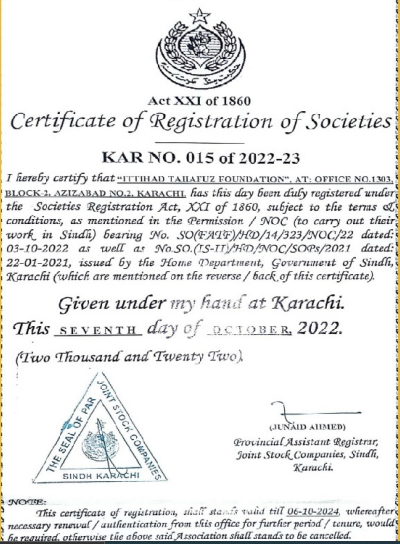 Act XXI of 1860
Certificate of Registration of Societies
KAR NO. 015 of 2022-23
I hereby certify that "ITTIHAD TAHAFUZ FOUNDATION", AT: OFFICE NO.1303,
BLOCK-2, AZIZABAD NO.2, KARACHI, has this day been duly registered under
the Societies Registration Act, XXI of 1860, subject to the terms &
conditions, as mentioned in the Permission / NOC (to carry out their
work in Sindh) bearing No. SO(FATF)/HD/14/323/NOC/22 dated:
03-10-2022 as well as No.SO.(IS-II)/HD/NOC/SOPs/2021 dated:
22-01-2021, issued by the Home Department, Government of Sindh,
Karachi (which are mentioned on the reverse / back of this certificate).
Given under my hand at Karachi.
This SEVENTH day of OCTOBER, 2022.
(Two Thousand and Twenty Two)
THE SEAL OF PAR JOINT STOCK COMPANIES
SINDH KARACHI
(JUNAID AHMED)
Provincial Assistant Registrar,
Joint Stock Companies, Sindh,
Karachi.
NOTE:
This certificate of registration, shall stands valid till 06-10-2024, whereafter
necessary renewal / authentication from this office for further period / tenure, would
be required, otherwise the above said Association shall stands to be cancelled.